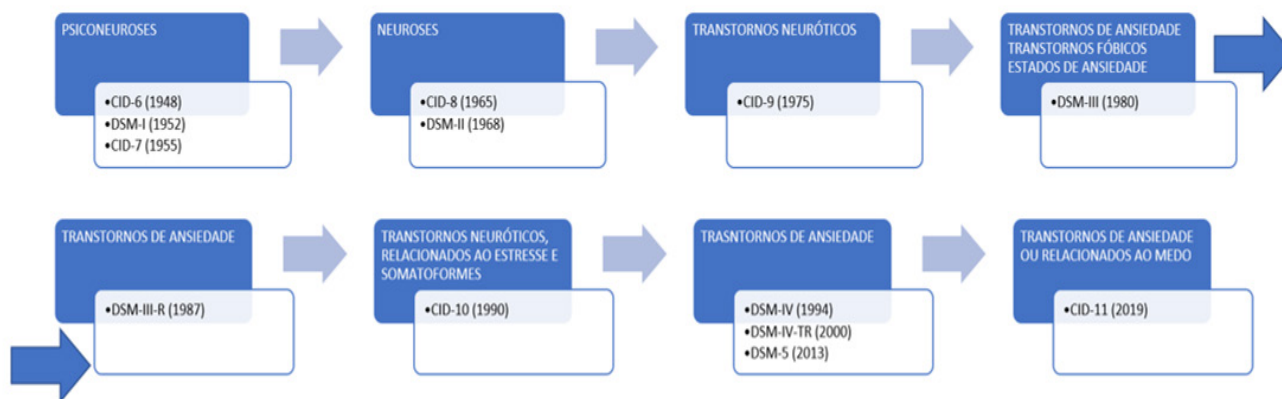 PSICONEUROSES
•CID-6 (1948)
•DSM-I (1952)
•CID-7 (1955)
NEUROSES
•CID-8 (1965)
•DSM-II (1968)
TRANSTORNOS NEURÓTICOS
•CID-9 (1975)
TRANSTORNOS DE ANSIEDADE
TRANSTORNOS FÓBICOS
ESTADOS DE ANSIEDADE
•DSM-III (1980)
TRANSTORNOS DE ANSIEDADE
•DSM-III-R (1987)
TRANSTORNOS NEURÓTICOS,
RELACIONADOS AO ESTRESSE E
SOMATOFORMES
•CID-10 (1990)
TRASNTORNOS DE ANSIEDADE
•DSM-IV (1994)
•DSM-IV-TR (2000)
•DSM-5 (2013)
TRANSTORNOS DE ANSIEDADE
OU RELACIONADOS AO MEDO
•CID-11 (2019)